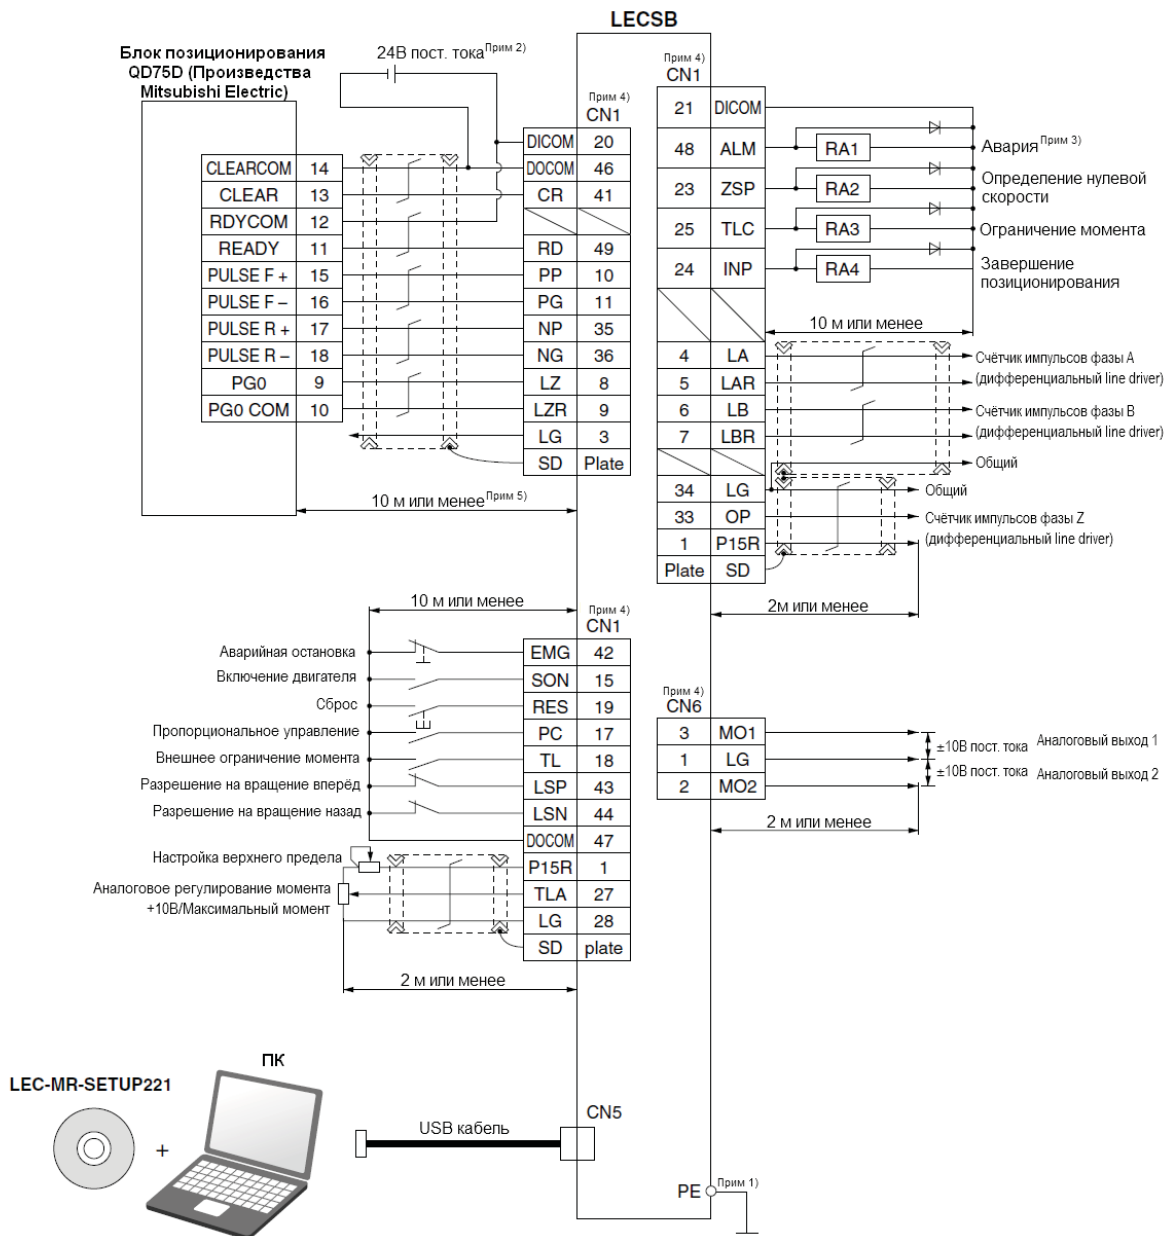 LECSB
Блок позиционирования
QD75D (Произведства
Mitsubishi Electric)
24В пост. тока Прим 2)
Прим 4)
CN1
CLEARCOM 14
CLEAR 13
RDYCOM 12
READY 11
PULSE F + 15
PULSE F – 16
PULSE R + 17
PULSE R – 18
PG0 9
PG0 COM 10
DICOM 20
DOCOM 46
CR 41
RD 49
PP 10
PG 11
NP 35
NG 36
LZ 8
LZR 9
LG 3
SD Plate
10 м или менее Прим 5)
Прим 4)
CN1
21 DICOM
48 ALM RA1 Авария Прим 3)
23 ZSP RA2 Определение нулевой
скорости
25 TLC RA3 Ограничение момента
24 INP RA4 Завершение
позиционирования
10 м или менее
4 LA Счётчик импульсов фазы A
5 LAR (дифференциальный line driver)
6 LB Счётчик импульсов фазы B
7 LBR (дифференциальный line driver)
Общий
34 LG Общий
33 OP Счётчик импульсов фазы Z
1 P15R (дифференциальный line driver)
Plate SD
2м или менее
10 м или менее
Прим 4)
CN1
Аварийная остановка EMG 42
Включение двигателя SON 15
Сброс RES 19
Пропорциональное управление PC 17
Внешнее ограничение момента TL 18
Разрешение на вращение вперёд LSP 43
Разрешение на вращение назад LSN 44
DOCOM 47
Настройка верхнего предела P15R 1
Аналоговое регулирование момента TLA 27
+10В/Максимальный момент LG 28
SD plate
2 м или менее
Прим 4)
CN6
3 MO1
±10В пост. тока Аналоговый выход 1
1 LG
±10В пост. тока Аналоговый выход 2
2 MO2
2 м или менее
ПК
LEC-MR-SETUP221
+
USB кабель
CN5
PE Прим 1)